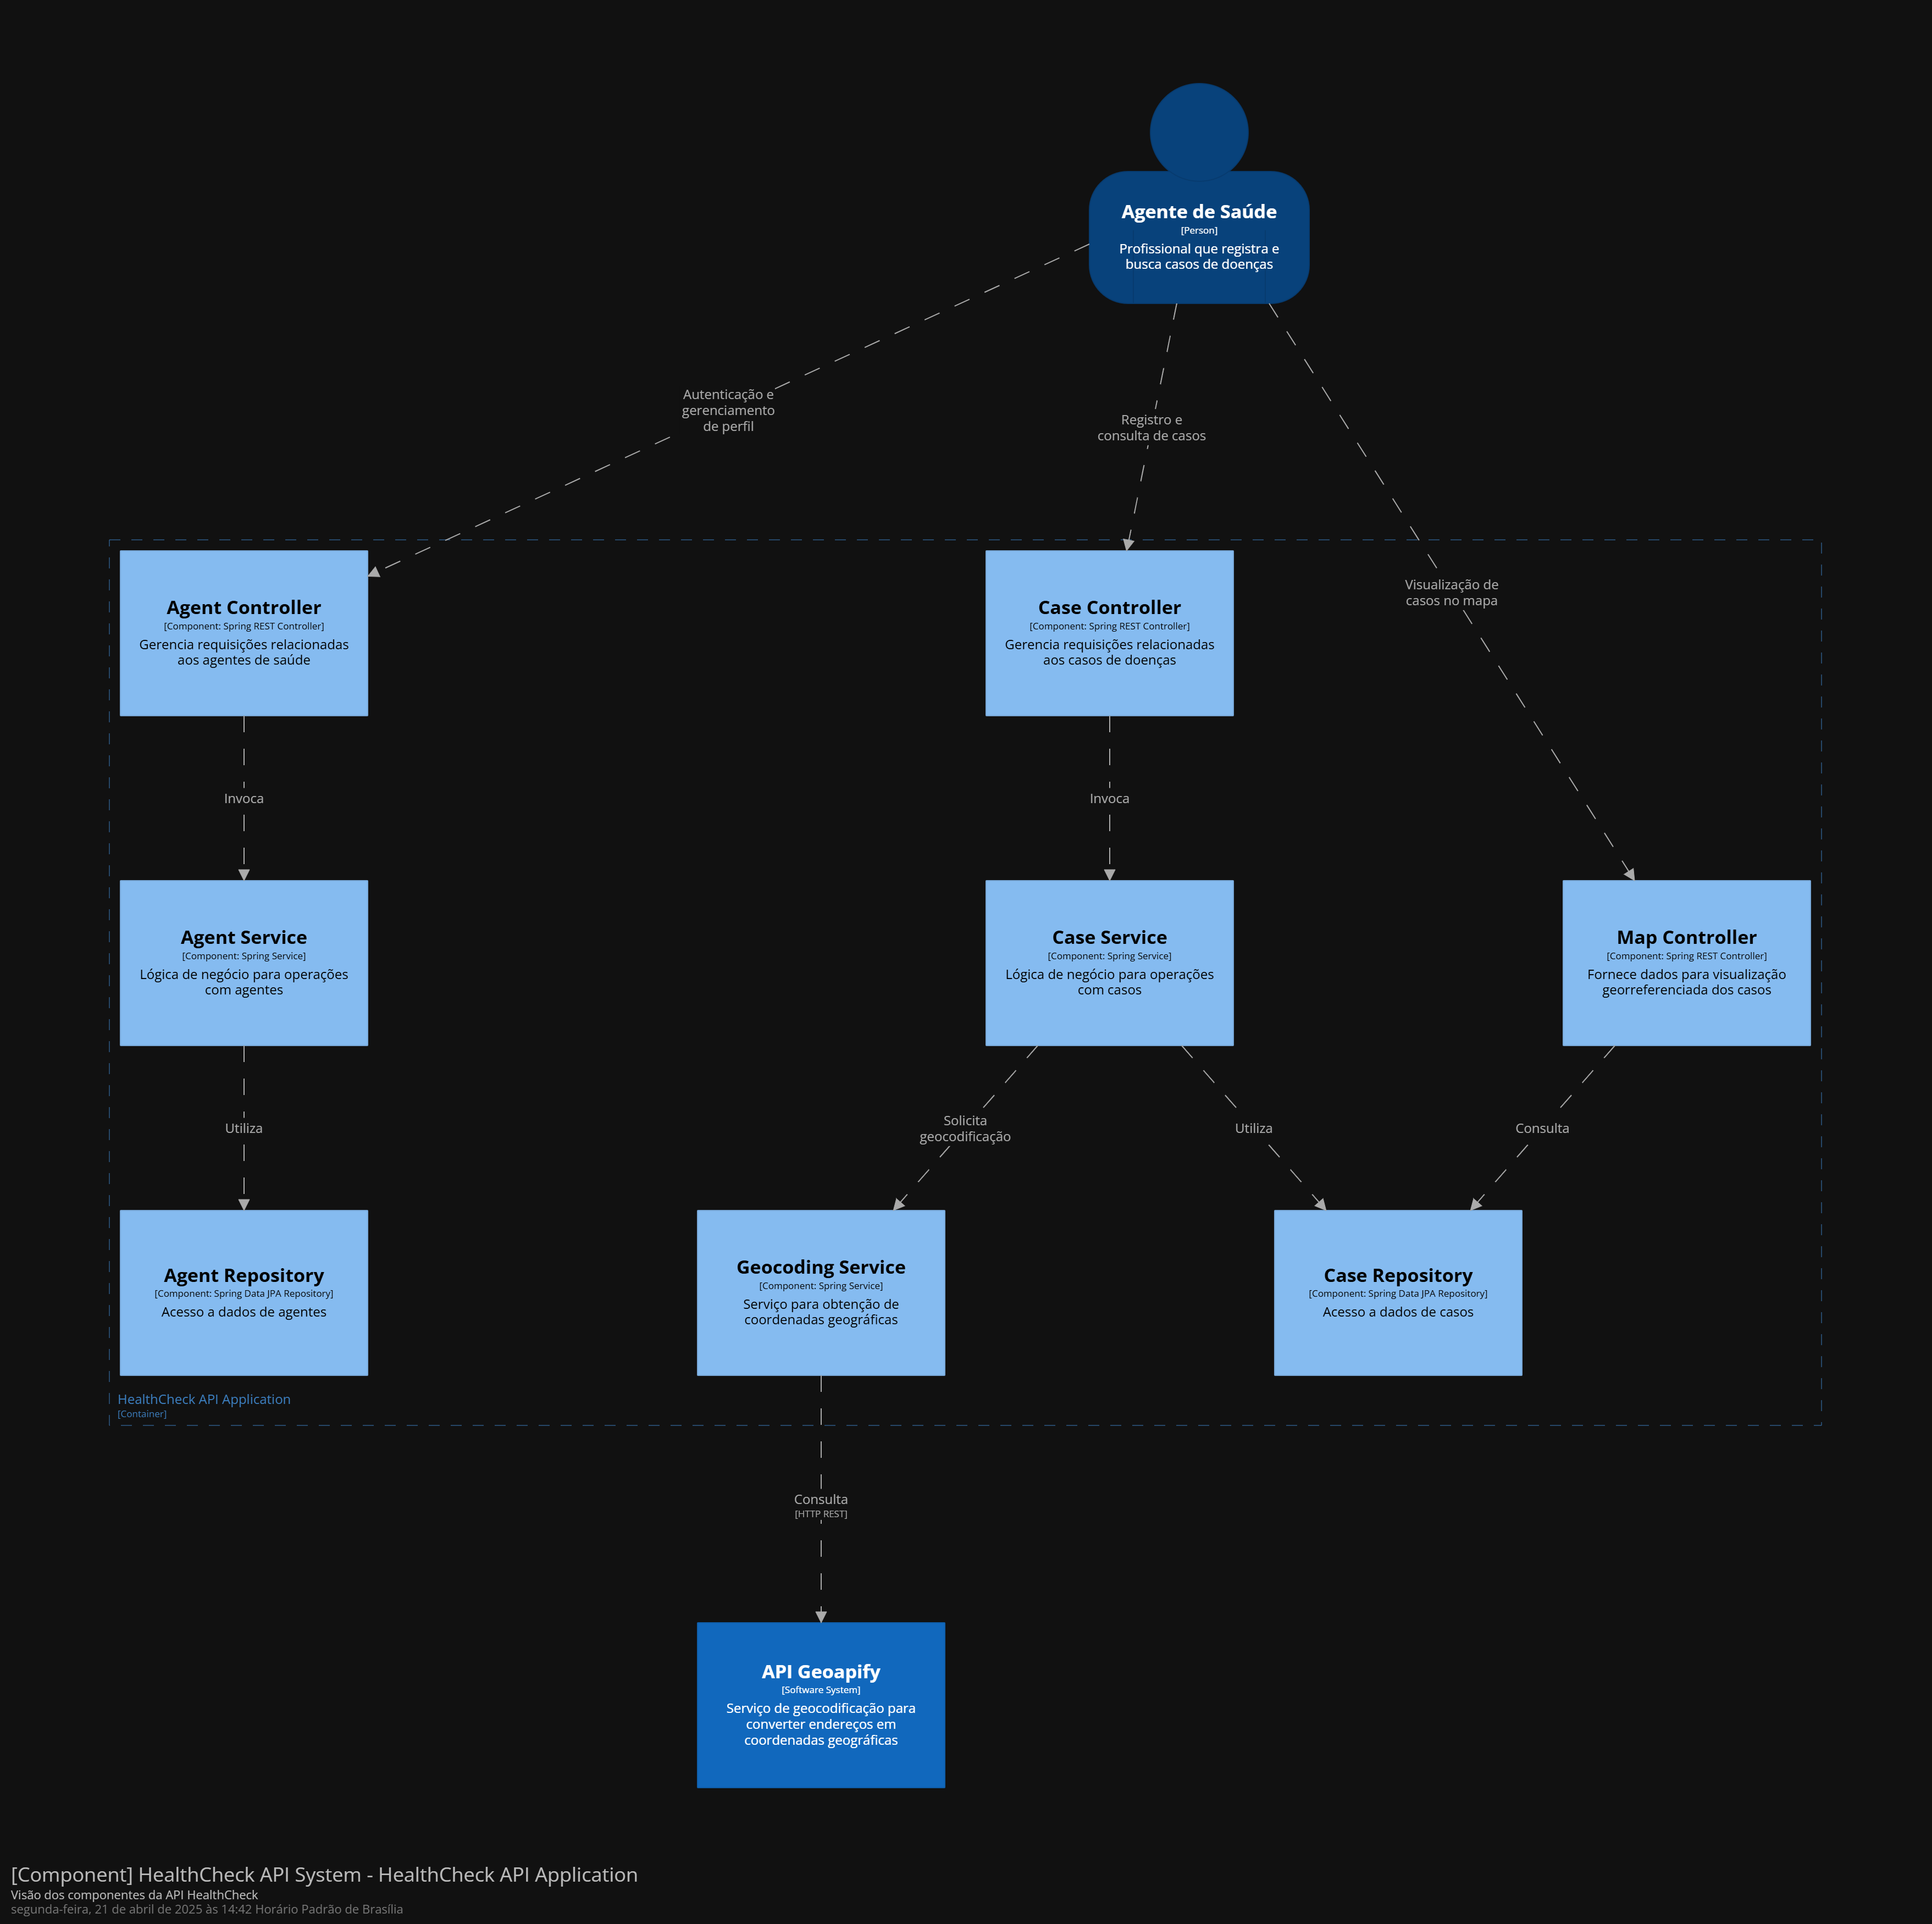 Agente de Saúde
[Person]
Profissional que registra e
busca casos de doenças
Autenticação e
gerenciamento
de perfil
Registro e
consulta de casos
Visualização de
casos no mapa
Agent Controller
[Component: Spring REST Controller]
Gerencia requisições relacionadas
aos agentes de saúde
Case Controller
[Component: Spring REST Controller]
Gerencia requisições relacionadas
aos casos de doenças
Invoca
Invoca
Agent Service
[Component: Spring Service]
Lógica de negócio para operações
com agentes
Case Service
[Component: Spring Service]
Lógica de negócio para operações
com casos
Map Controller
[Component: Spring REST Controller]
Fornece dados para visualização
georreferenciada dos casos
Utiliza
Solicita
geocodificação
Utiliza
Consulta
Agent Repository
[Component: Spring Data JPA Repository]
Acesso a dados de agentes
Geocoding Service
[Component: Spring Service]
Serviço para obtenção de
coordenadas geográficas
Case Repository
[Component: Spring Data JPA Repository]
Acesso a dados de casos
HealthCheck API Application
[Container]
Consulta
[HTTP REST]
API Geoapify
[Software System]
Serviço de geocodificação para
converter endereços em
coordenadas geográficas
[Component] HealthCheck API System - HealthCheck API Application
Visão dos componentes da API HealthCheck
segunda-feira, 21 de abril de 2025 às 14:42 Horário Padrão de Brasília